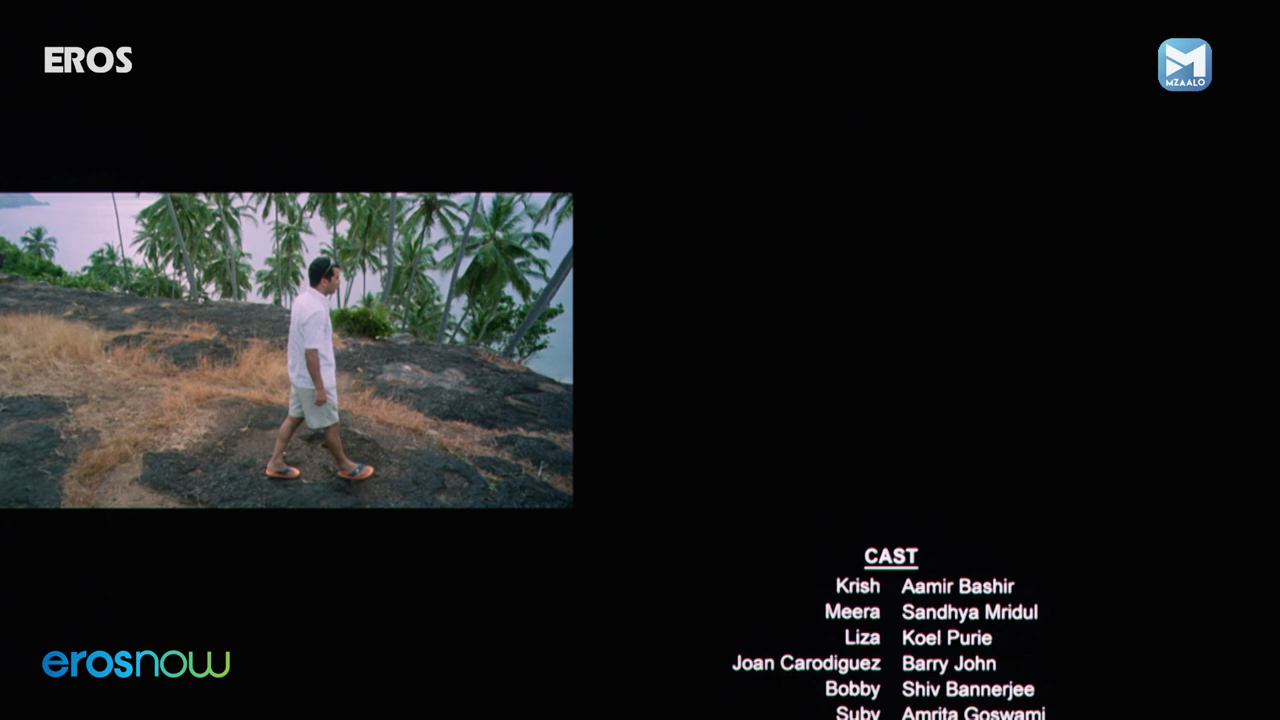 EROS
MZAALO
CAST
Krish Aamir Bashir
Meera Sandhya Mridul
Liza Koel Purie
Joan Carodiguez Barry John
Bobby Shiv Bannerjee
Suby Amrita Goswami
erosnow